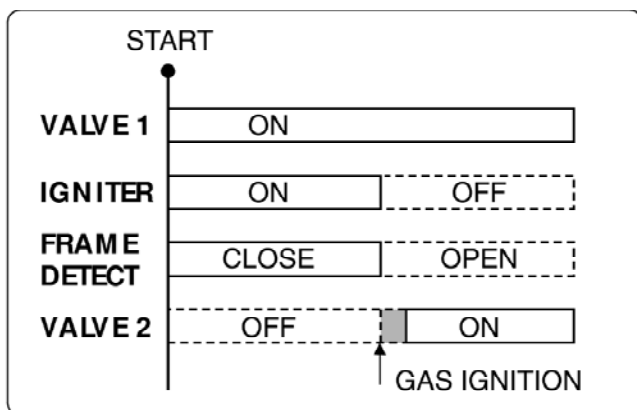 START
VALVE 1 ON
IGNITER ON OFF
FRAME
DETECT CLOSE OPEN
VALVE 2 OFF ON
GAS IGNITION